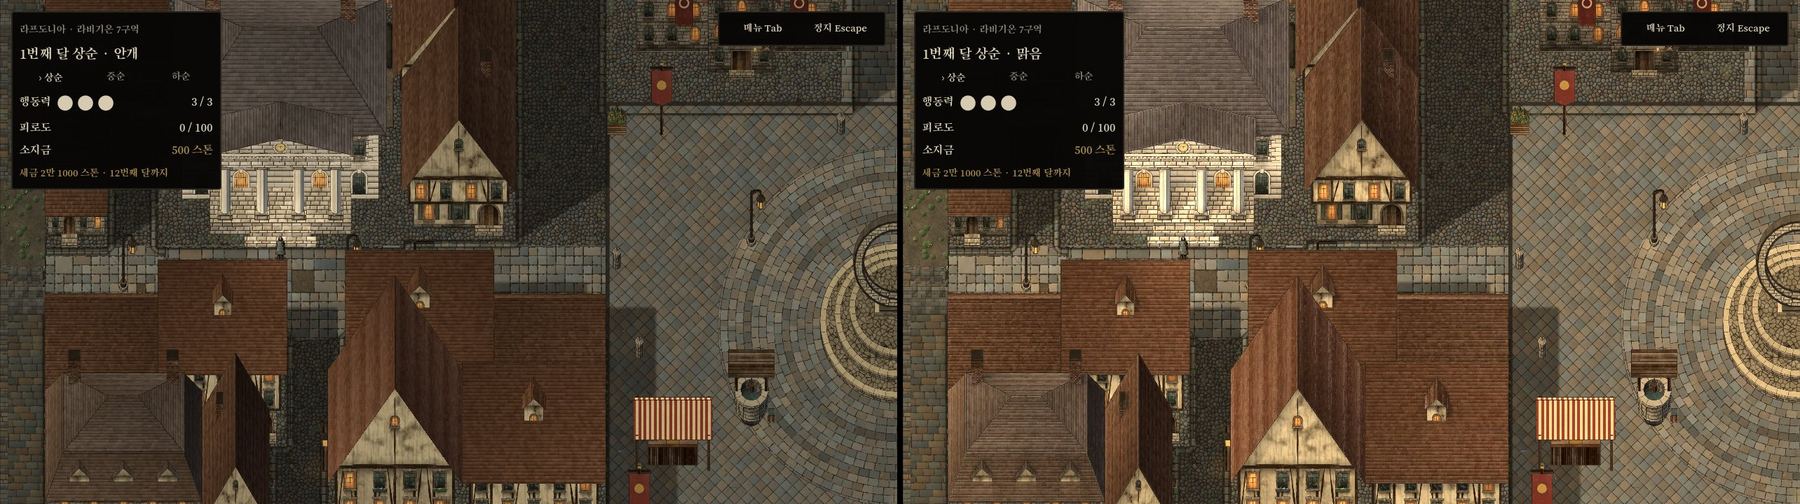 라프도니아 · 라비기온 7구역
1번째 달 상순 · 안개
› 상순 중순 하순
행동력 3 / 3
피로도 0 / 100
소지금 500 스톤
세금 2만 1000 스톤 · 12번째 달까지
메뉴 Tab 정지 Escape
라프도니아 · 라비기온 7구역
1번째 달 상순 · 맑음
› 상순 중순 하순
행동력 3 / 3
피로도 0 / 100
소지금 500 스톤
세금 2만 1000 스톤 · 12번째 달까지
메뉴 Tab 정지 Escape